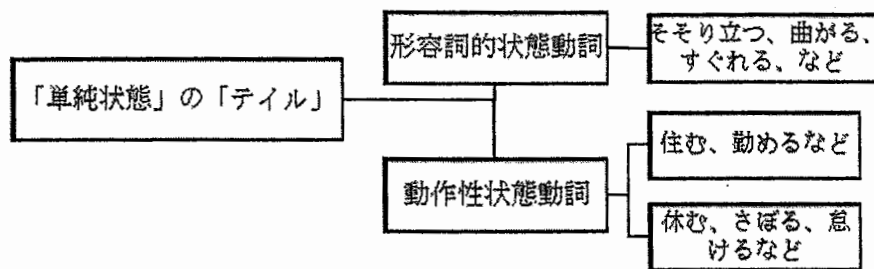 「単純状態」の「テイル」
形容詞的状態動詞
そそり立つ、曲がる、
すぐれる、など
動作性状態動詞
住む、勤めるなど
休む、さぼる、怠
けるなど